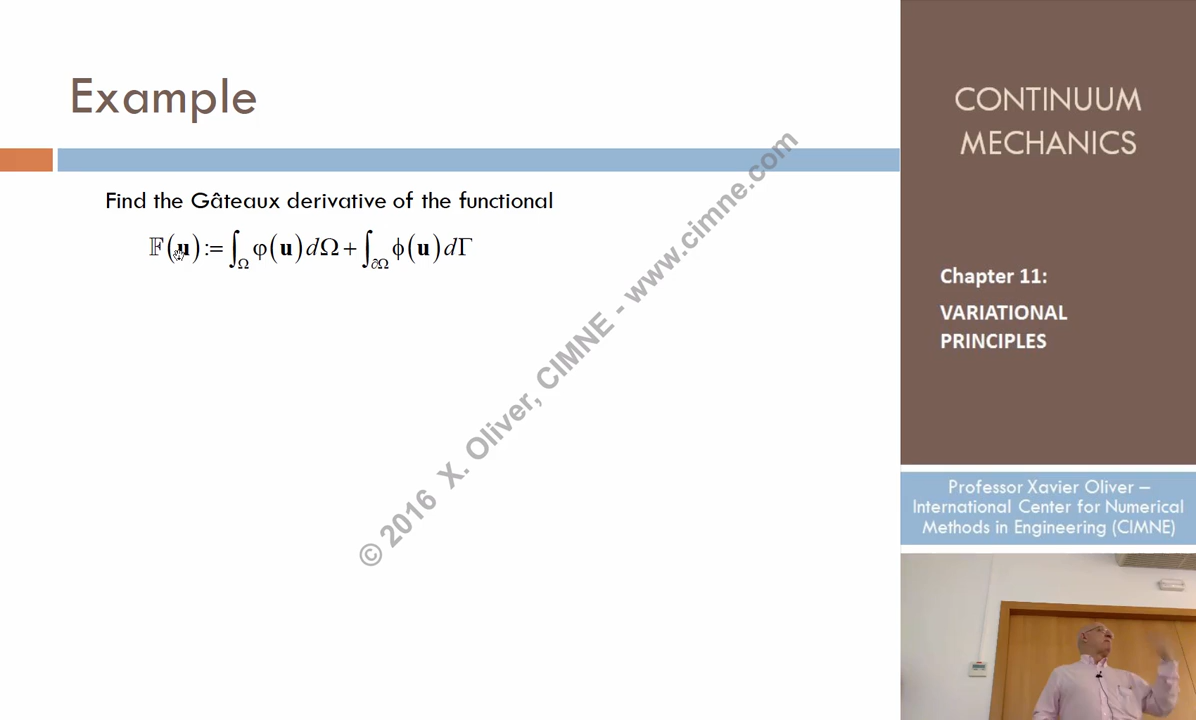 Example
Find the Gâteaux derivative of the functional
𝔽(u) := ∫_Ω φ(u) dΩ + ∫_∂Ω ϕ(u) dΓ
© 2016 X. Oliver, CIMNE - www.cimne.com
CONTINUUM
MECHANICS
Chapter 11:
VARIATIONAL
PRINCIPLES
Professor Xavier Oliver –
International Center for Numerical
Methods in Engineering (CIMNE)